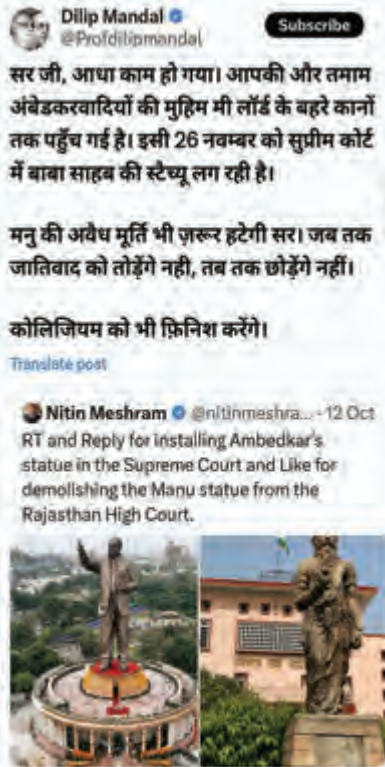 Dilip Mandal
@Profdilipmandal
Subscribe
सर जी, आधा काम हो गया। आपकी और तमाम
अंबेडकरवादियों की मुहिम मी लॉर्ड के बहरे कानों
तक पहुँच गई है। इसी 26 नवम्बर को सुप्रीम कोर्ट
में बाबा साहब की स्टैच्यू लग रही है।
मनु की अवैध मूर्ति भी ज़रूर हटेगी सर। जब तक
जातिवाद को तोड़ेंगे नही, तब तक छोड़ेंगे नहीं।
कोलिजियम को भी फ़िनिश करेंगे।
Translate post
Nitin Meshram @nitinmeshra... · 12 Oct
RT and Reply for installing Ambedkar's
statue in the Supreme Court and Like for
demolishing the Manu statue from the
Rajasthan High Court.